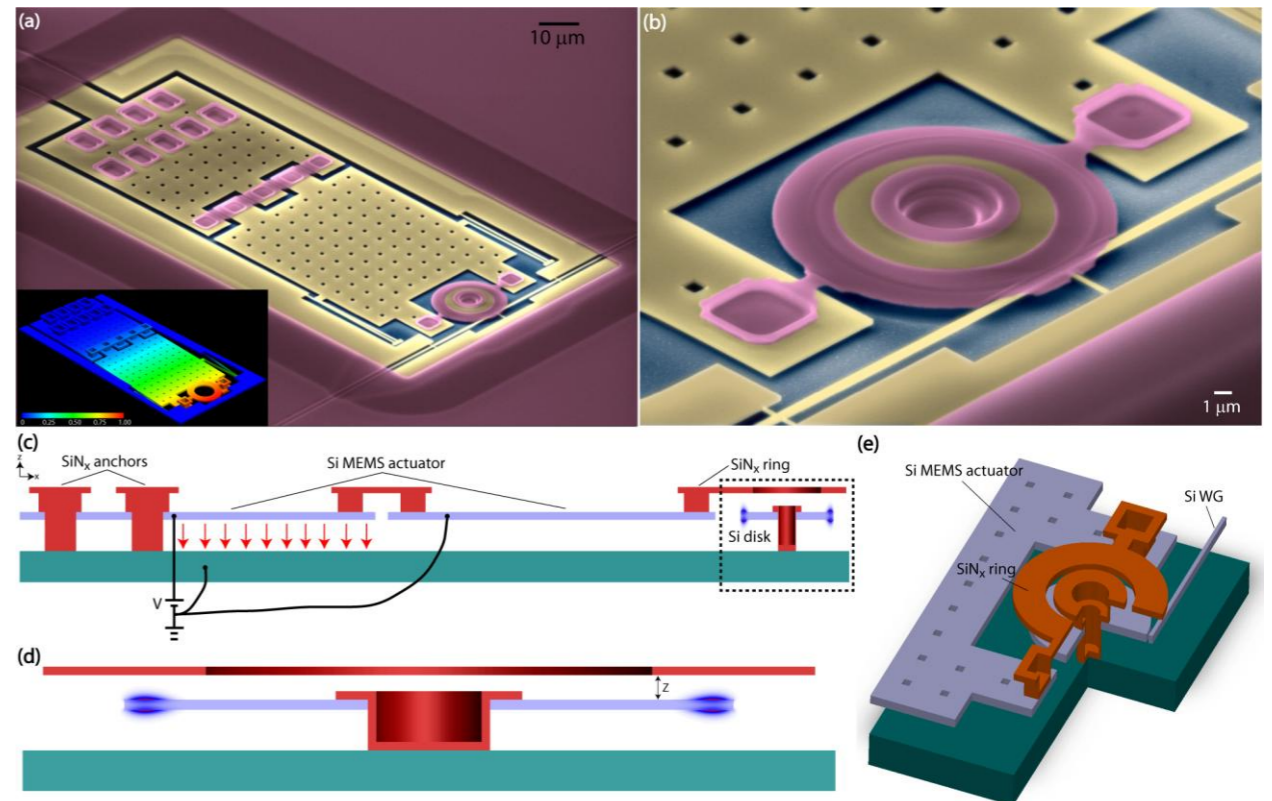 (a)
10 μm
0 0.25 0.50 0.75 1.00
(b)
1 μm
(c)
z
x
SiNx anchors
Si MEMS actuator
SiNx ring
Si disk
V
(d)
z
(e)
Si MEMS actuator
Si WG
SiNx ring